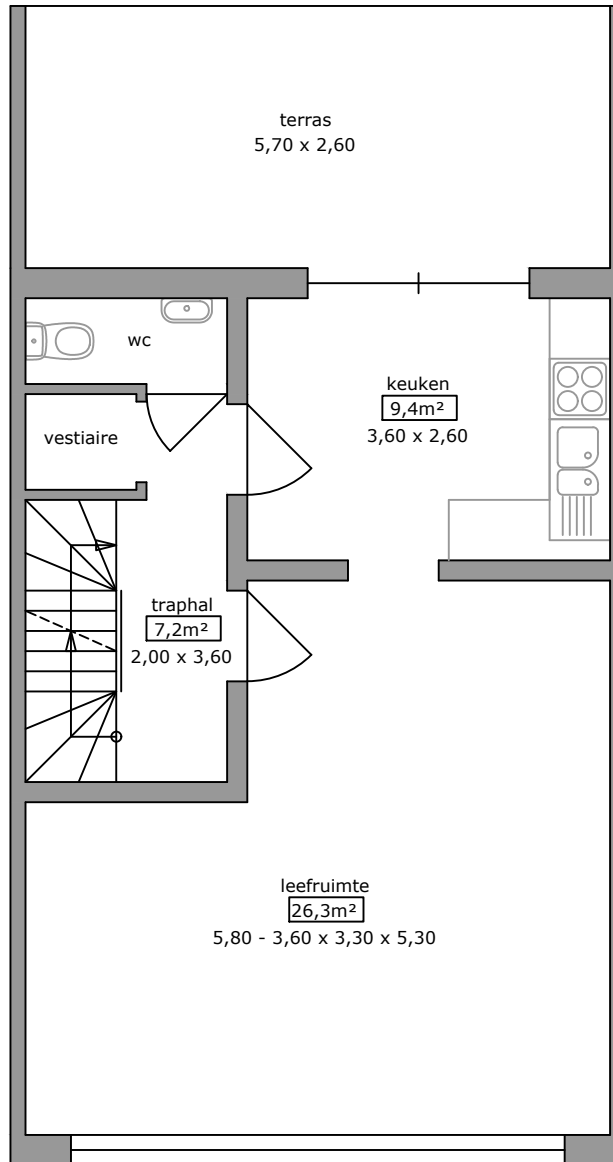 terras
5,70 x 2,60
wc
keuken
9,4m²
3,60 x 2,60
vestiaire
traphal
7,2m²
2,00 x 3,60
leefruimte
26,3m²
5,80 - 3,60 x 3,30 x 5,30